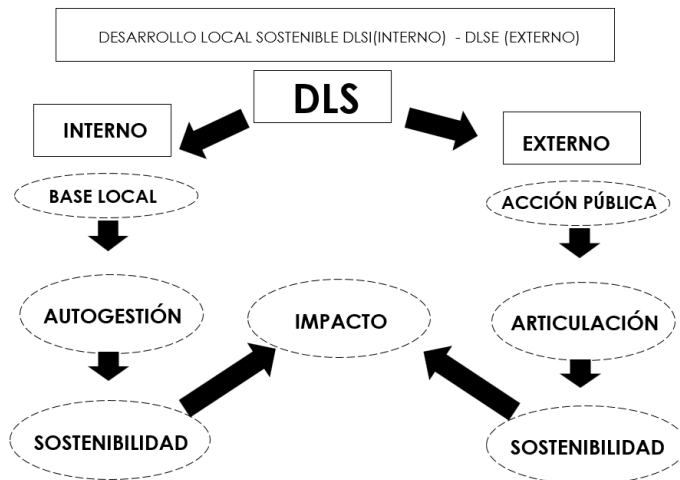 DESARROLLO LOCAL SOSTENIBLE DLSI(INTERNO) - DLSE (EXTERNO)
DLS
INTERNO
EXTERNO
BASE LOCAL
ACCIÓN PÚBLICA
AUTOGESTIÓN
IMPACTO
ARTICULACIÓN
SOSTENIBILIDAD
SOSTENIBILIDAD